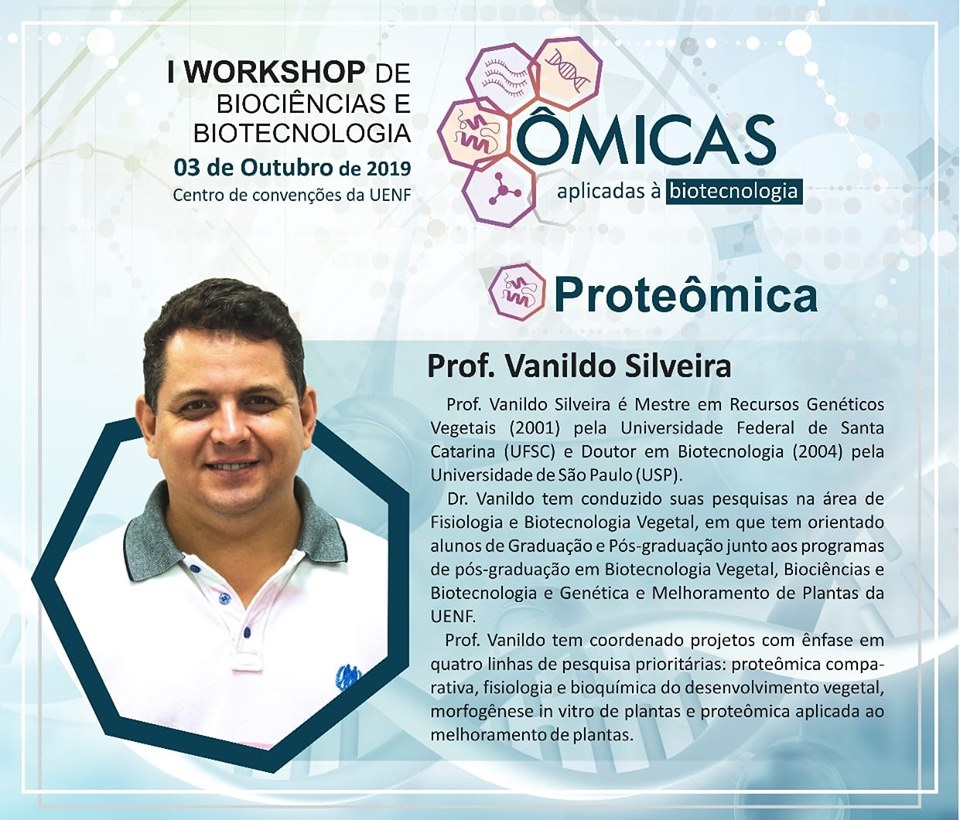 I WORKSHOP DE
BIOCIÊNCIAS E
BIOTECNOLOGIA
03 de Outubro de 2019
Centro de convenções da UENF
ÔMICAS
aplicadas à biotecnologia
Proteômica
Prof. Vanildo Silveira
Prof. Vanildo Silveira é Mestre em Recursos Genéticos
Vegetais (2001) pela Universidade Federal de Santa
Catarina (UFSC) e Doutor em Biotecnologia (2004) pela
Universidade de São Paulo (USP).
Dr. Vanildo tem conduzido suas pesquisas na área de
Fisiologia e Biotecnologia Vegetal, em que tem orientado
alunos de Graduação e Pós-graduação junto aos programas
de pós-graduação em Biotecnologia Vegetal, Biociências e
Biotecnologia e Genética e Melhoramento de Plantas da
UENF.
Prof. Vanildo tem coordenado projetos com ênfase em
quatro linhas de pesquisa prioritárias: proteômica compa-
rativa, fisiologia e bioquímica do desenvolvimento vegetal,
morfogênese in vitro de plantas e proteômica aplicada ao
melhoramento de plantas.